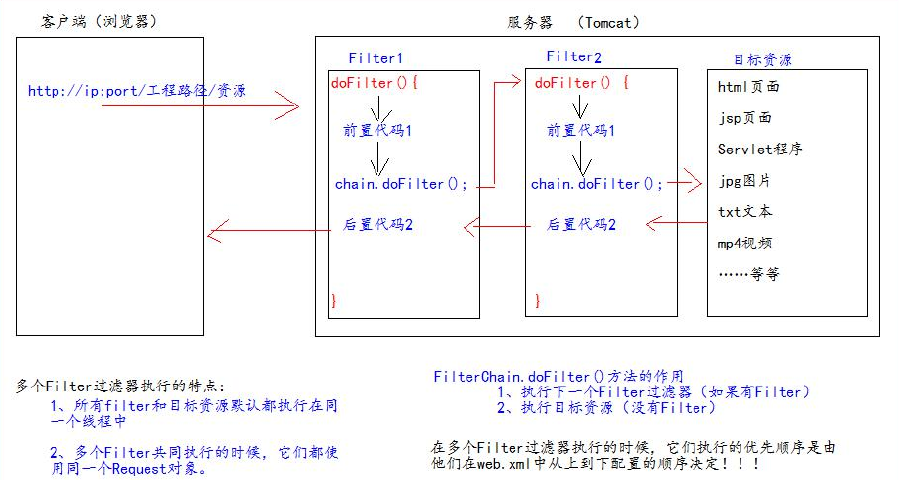 客户端（浏览器）
服务器 （Tomcat）
http://ip:port/工程路径/资源
Filter1
doFilter(){
前置代码1
chain.doFilter();
后置代码2
}
Filter2
doFilter() {
前置代码1
chain.doFilter();
后置代码2
}
目标资源
html页面
jsp页面
Servlet程序
jpg图片
txt文本
mp4视频
……等等
多个Filter过滤器执行的特点：
1、所有filter和目标资源默认都执行在同
一个线程中
2、多个Filter共同执行的时候，它们都使
用同一个Request对象。
FilterChain.doFilter()方法的作用
1、执行下一个Filter过滤器（如果有Filter）
2、执行目标资源（没有Filter）
在多个Filter过滤器执行的时候，它们执行的优先顺序是由
他们在web.xml中从上到下配置的顺序决定！！！